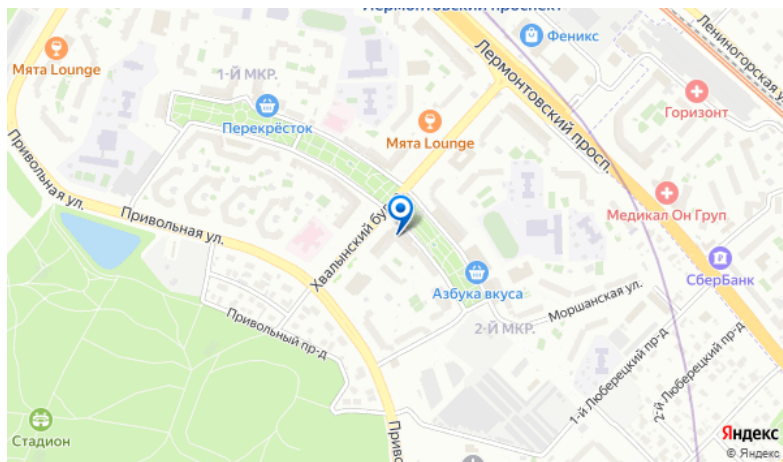 Лермонтовский проспект
Феникс
Лениногорская у
Мята Lounge
1-Й МКР.
Перекрёсток
Мята Lounge
Лермонтовский просп.
Горизонт
Привольная ул.
Привольная ул.
Хвалынский бул
Медикал Он Груп
СберБанк
Азбука вкуса
Моршанская ул.
Привольный пр-д
2-Й МКР.
1-й Люберецкий пр-д
2-й Люберецкий пр-д
Стадион
Приво
Яндекс
© Яндекс